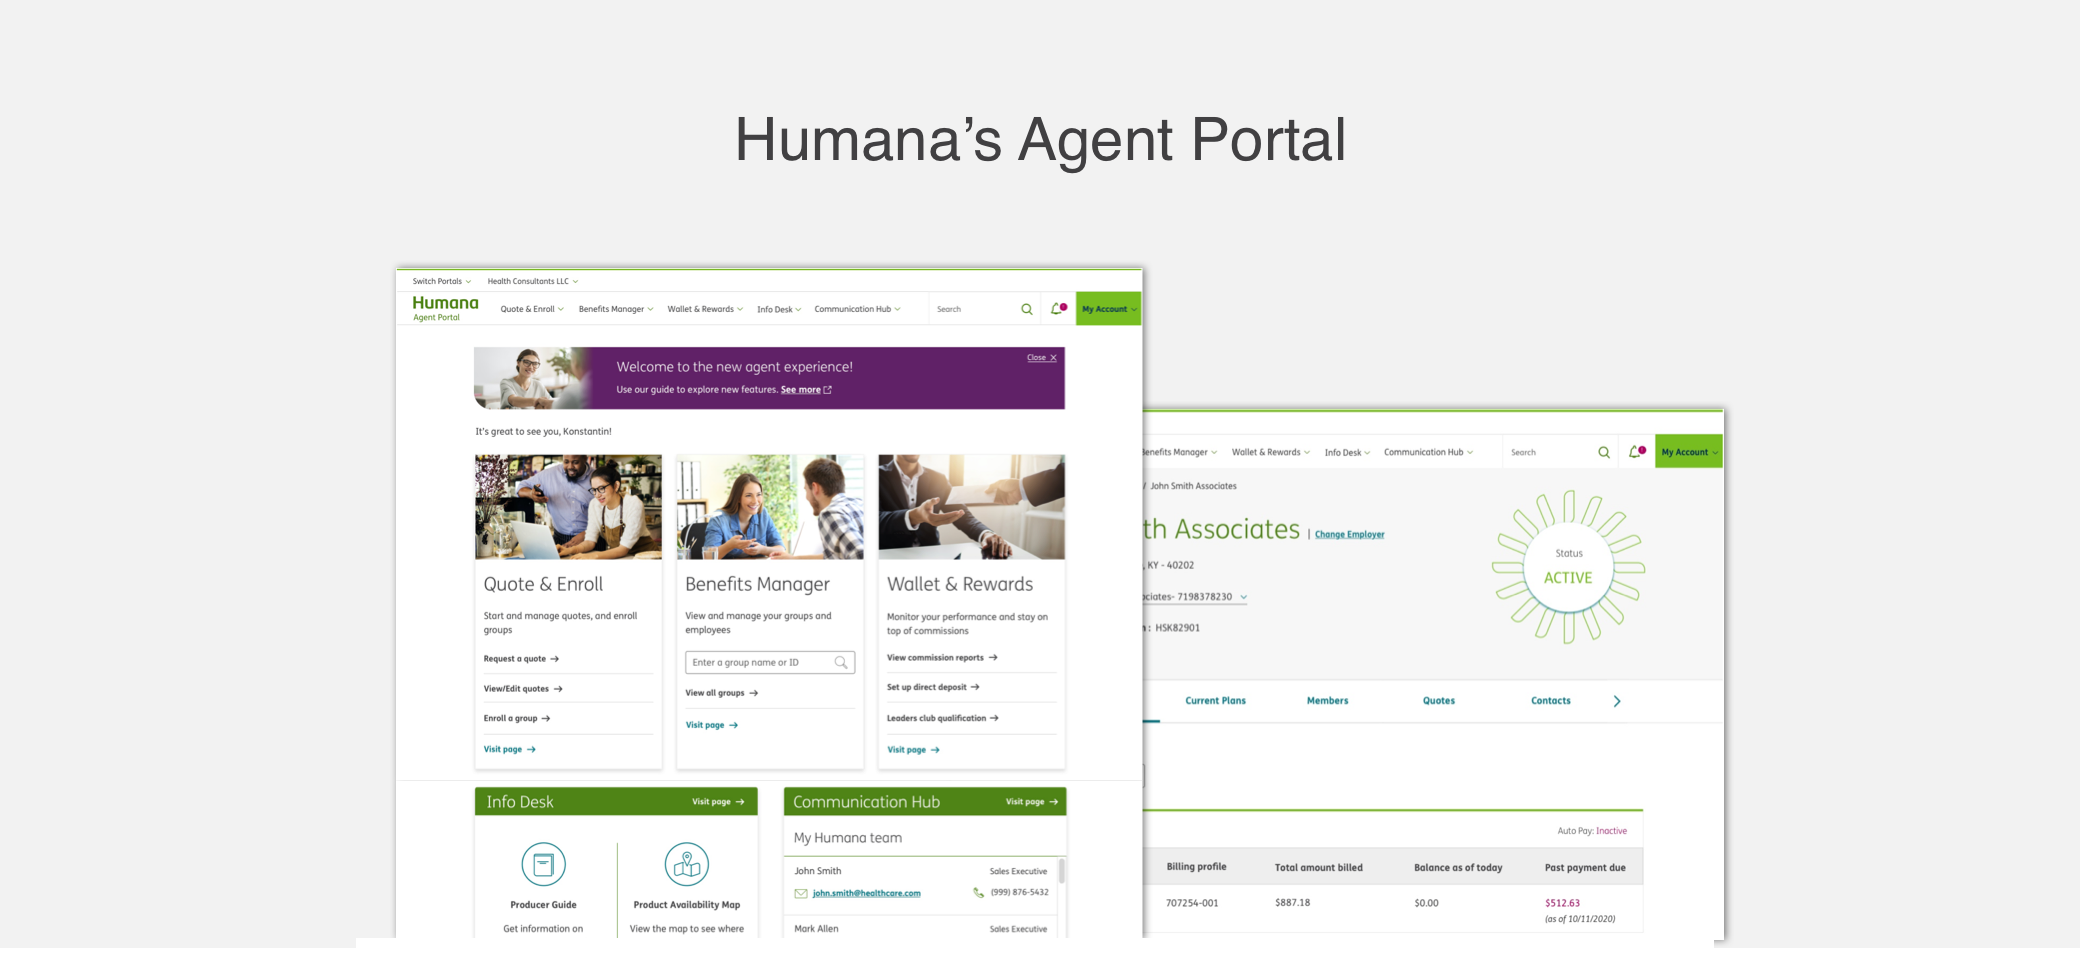 Humana’s Agent Portal
Switch Portals Health Consultants LLC
Humana
Agent Portal
Quote & Enroll Benefits Manager Wallet & Rewards Info Desk Communication Hub Search My Account
Close X
Welcome to the new agent experience!
Use our guide to explore new features. See more
It's great to see you, Konstantin!
Quote & Enroll
Start and manage quotes, and enroll
groups
Request a quote →
View/Edit quotes →
Enroll a group →
Visit page →
Benefits Manager
View and manage your groups and
employees
Enter a group name or ID
View all groups →
Visit page →
Wallet & Rewards
Monitor your performance and stay on
top of commissions
View commission reports →
Set up direct deposit →
Leaders club qualification →
Visit page →
Info Desk Visit page →
Producer Guide
Get information on
Product Availability Map
View the map to see where
Communication Hub Visit page →
My Humana team
John Smith Sales Executive
john.smith@healthcare.com (999) 876-5432
Mark Allen Sales Executive
Benefits Manager Wallet & Rewards Info Desk Communication Hub Search My Account
/ John Smith Associates
th Associates | Change Employer
, KY - 40202
ociates- 7198378230
: HSK82901
Status
ACTIVE
Current Plans Members Quotes Contacts
Auto Pay: Inactive
Billing profile Total amount billed Balance as of today Past payment due
707254-001 $887.18 $0.00 $512.63
(as of 10/11/2020)